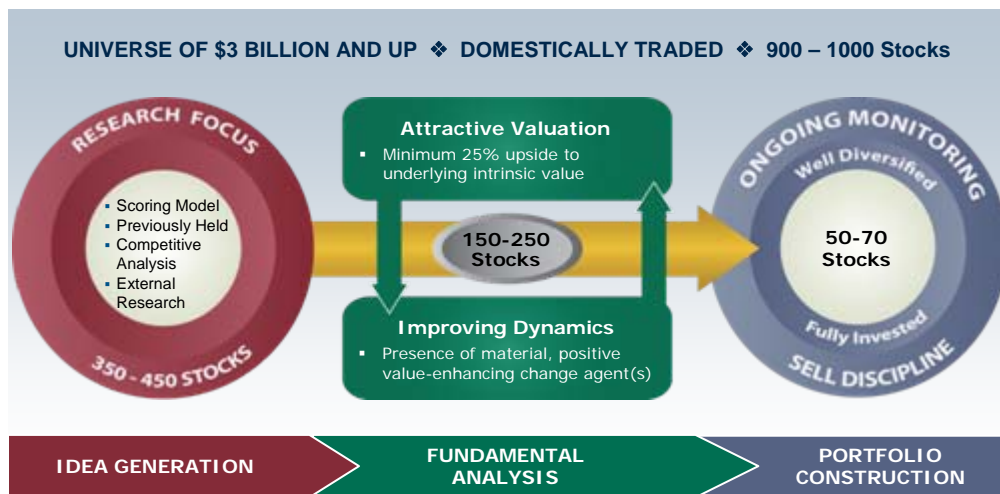 UNIVERSE OF $3 BILLION AND UP ❖ DOMESTICALLY TRADED ❖ 900 – 1000 Stocks
RESEARCH FOCUS
▪ Scoring Model
▪ Previously Held
▪ Competitive
Analysis
▪ External
Research
350 - 450 STOCKS
Attractive Valuation
▪ Minimum 25% upside to
underlying intrinsic value
150-250
Stocks
Improving Dynamics
▪ Presence of material, positive
value-enhancing change agent(s)
ONGOING MONITORING
Well Diversified
50-70
Stocks
Fully Invested
SELL DISCIPLINE
IDEA GENERATION
FUNDAMENTAL
ANALYSIS
PORTFOLIO
CONSTRUCTION